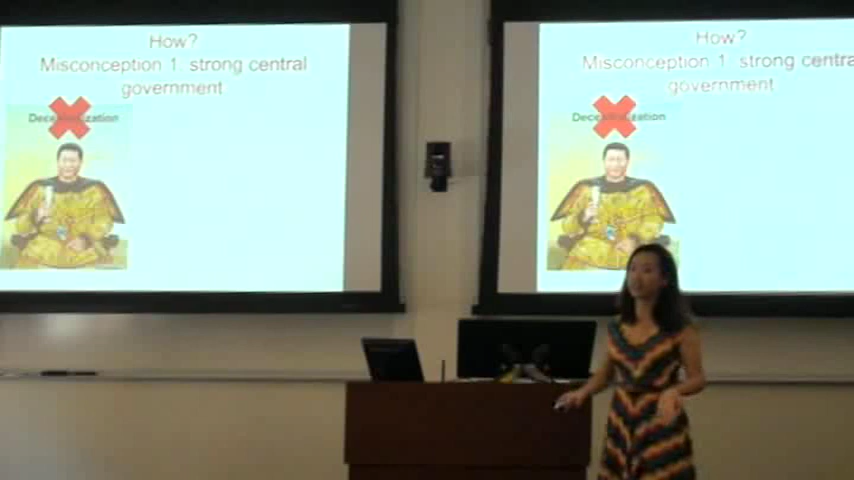 How?
Misconception 1: strong central
government
How?
Misconception 1: strong centra
government